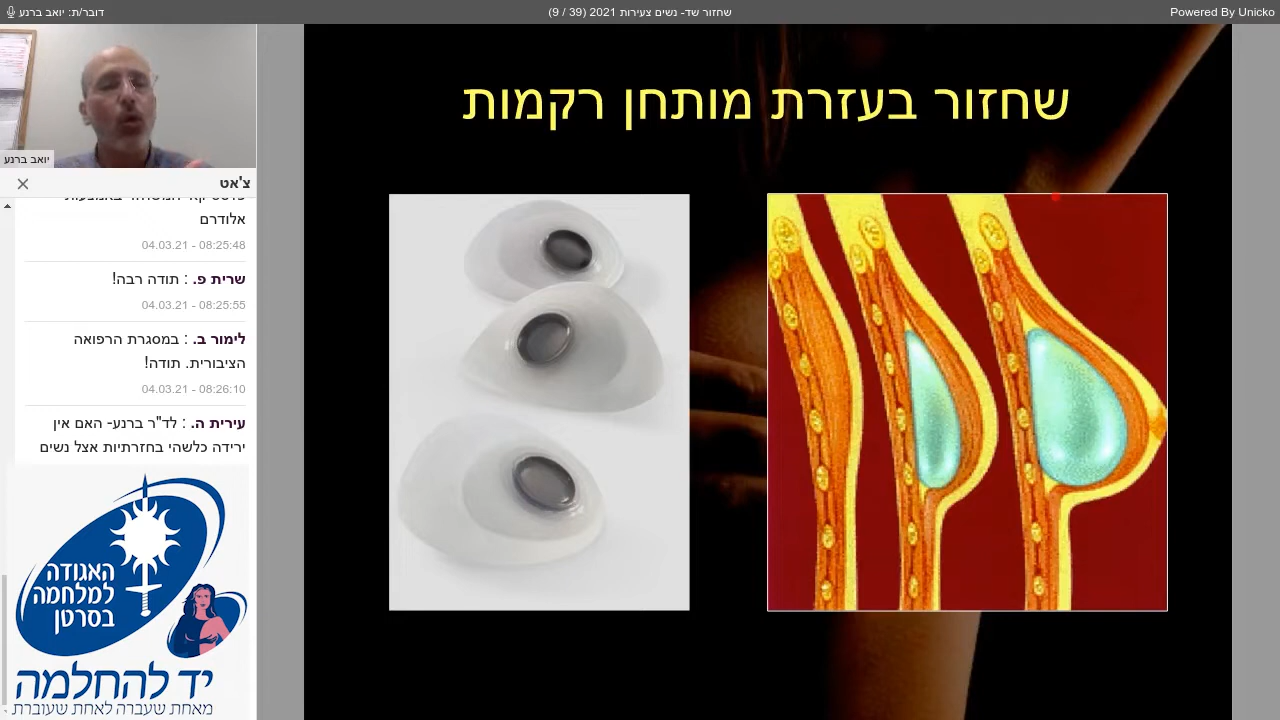 דובר/ת: יואב ברנע
שחזור שד- נשים צעירות 2021 (39 / 9)
Powered By Unicko
שחזור בעזרת מותחן רקמות
יואב ברנע
צ'אט
אלודרם
04.03.21 - 08:25:48
שרית פ. : תודה רבה!
04.03.21 - 08:25:55
לימור ב. : במסגרת הרפואה
הציבורית. תודה!
04.03.21 - 08:26:10
עירית ה. : לד"ר ברנע- האם אין
ירידה כלשהי בחזרתיות אצל נשים
האגודה
למלחמה
בסרטן
יד להחלמה
מאחת שעברה לאחת שעוברת